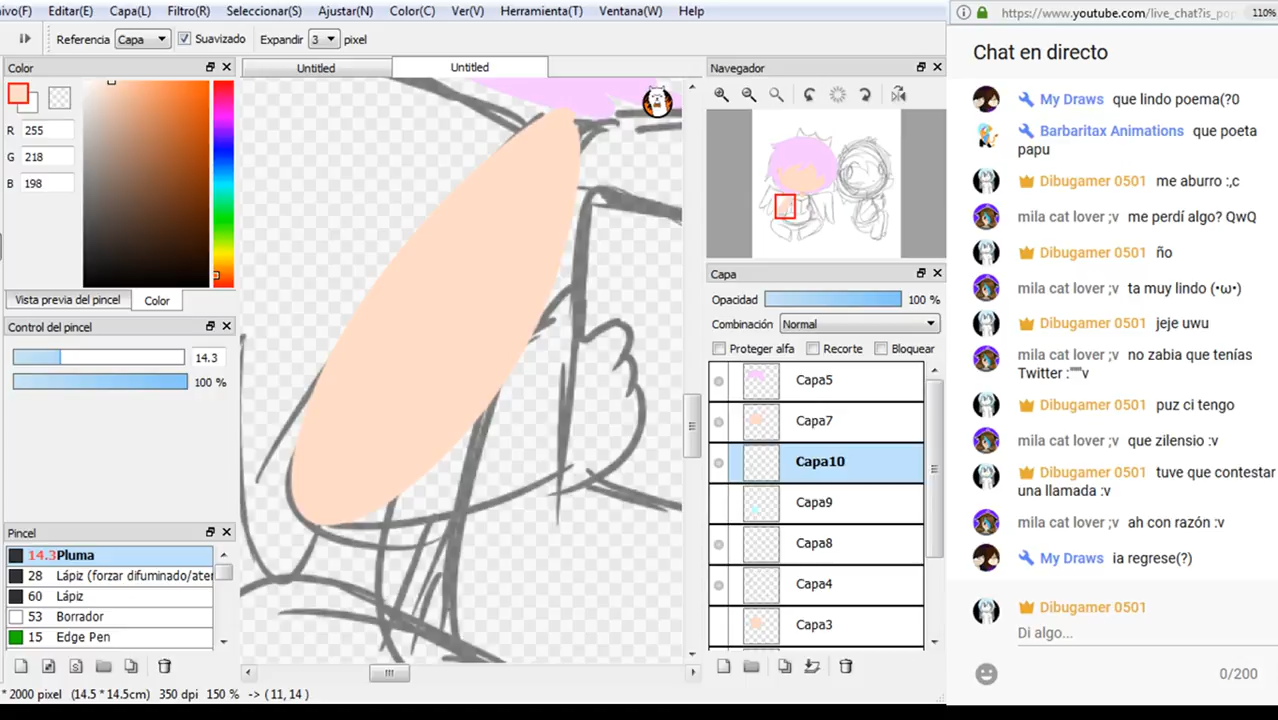 ivo(F) Editar(E) Capa(L) Filtro(R) Seleccionar(S) Ajustar(N) Color(C) Ver(V) Herramienta(T) Ventana(W) Help
Referencia Capa Suavizado Expandir 3 pixel
Color
R 255
G 218
B 198
Vista previa del pincel Color
Control del pincel
14.3
100 %
Pincel
14.3 Pluma
28 Lápiz (forzar difuminado/ater
60 Lápiz
53 Borrador
15 Edge Pen
* 2000 pixel (14.5 * 14.5cm) 350 dpi 150 % -> ( 11, 14 )
Untitled Untitled
Navegador
Capa
Opacidad 100 %
Combinación Normal
Proteger alfa Recorte Bloquear
Capa5
Capa7
Capa10
Capa9
Capa8
Capa4
Capa3
https://www.youtube.com/live_chat?is_po 110%
Chat en directo
My Draws que lindo poema(?0
Barbaritax Animations que poeta
papu
Dibugamer 0501 me aburro :,c
mila cat lover ;v me perdí algo? QwQ
Dibugamer 0501 ño
mila cat lover ;v ta muy lindo (•ω•)
Dibugamer 0501 jeje uwu
mila cat lover ;v no zabia que tenías
Twitter :""v
Dibugamer 0501 puz ci tengo
mila cat lover ;v que zilensio :v
Dibugamer 0501 tuve que contestar
una llamada :v
mila cat lover ;v ah con razón :v
My Draws ia regrese(?)
Dibugamer 0501
Di algo...
0/200